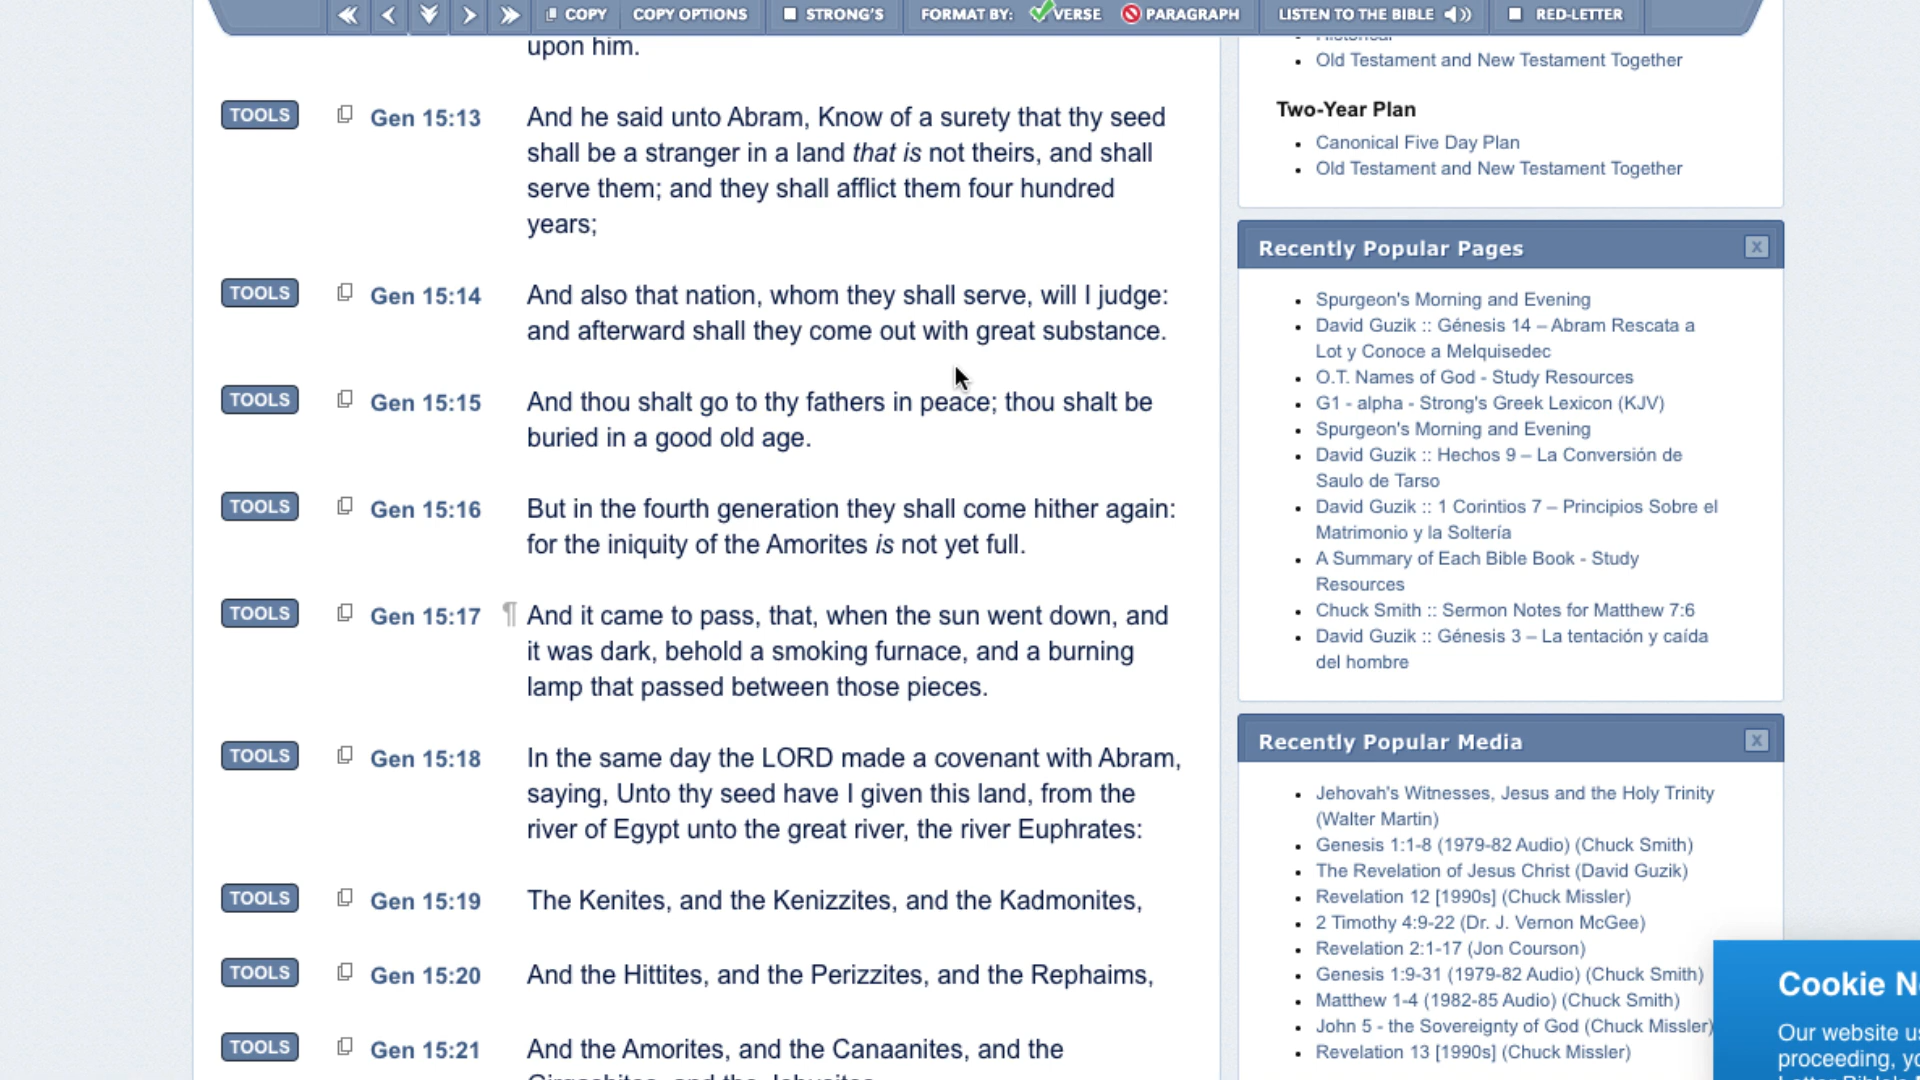 COPY COPY OPTIONS STRONG'S FORMAT BY: VERSE PARAGRAPH LISTEN TO THE BIBLE RED-LETTER
upon him.
TOOLS Gen 15:13 And he said unto Abram, Know of a surety that thy seed
shall be a stranger in a land that is not theirs, and shall
serve them; and they shall afflict them four hundred
years;
TOOLS Gen 15:14 And also that nation, whom they shall serve, will I judge:
and afterward shall they come out with great substance.
TOOLS Gen 15:15 And thou shalt go to thy fathers in peace; thou shalt be
buried in a good old age.
TOOLS Gen 15:16 But in the fourth generation they shall come hither again:
for the iniquity of the Amorites is not yet full.
TOOLS Gen 15:17 ¶ And it came to pass, that, when the sun went down, and
it was dark, behold a smoking furnace, and a burning
lamp that passed between those pieces.
TOOLS Gen 15:18 In the same day the LORD made a covenant with Abram,
saying, Unto thy seed have I given this land, from the
river of Egypt unto the great river, the river Euphrates:
TOOLS Gen 15:19 The Kenites, and the Kenizzites, and the Kadmonites,
TOOLS Gen 15:20 And the Hittites, and the Perizzites, and the Rephaims,
TOOLS Gen 15:21 And the Amorites, and the Canaanites, and the
Girgashites, and the Jebusites.
Historical
Old Testament and New Testament Together
Two-Year Plan
Canonical Five Day Plan
Old Testament and New Testament Together
Recently Popular Pages X
Spurgeon's Morning and Evening
David Guzik :: Génesis 14 – Abram Rescata a
Lot y Conoce a Melquisedec
O.T. Names of God - Study Resources
G1 - alpha - Strong's Greek Lexicon (KJV)
Spurgeon's Morning and Evening
David Guzik :: Hechos 9 – La Conversión de
Saulo de Tarso
David Guzik :: 1 Corintios 7 – Principios Sobre el
Matrimonio y la Soltería
A Summary of Each Bible Book - Study
Resources
Chuck Smith :: Sermon Notes for Matthew 7:6
David Guzik :: Génesis 3 – La tentación y caída
del hombre
Recently Popular Media X
Jehovah's Witnesses, Jesus and the Holy Trinity
(Walter Martin)
Genesis 1:1-8 (1979-82 Audio) (Chuck Smith)
The Revelation of Jesus Christ (David Guzik)
Revelation 12 [1990s] (Chuck Missler)
2 Timothy 4:9-22 (Dr. J. Vernon McGee)
Revelation 2:1-17 (Jon Courson)
Genesis 1:9-31 (1979-82 Audio) (Chuck Smith)
Matthew 1-4 (1982-85 Audio) (Chuck Smith)
John 5 - the Sovereignty of God (Chuck Missler)
Revelation 13 [1990s] (Chuck Missler)
Cookie N
Our website us
proceeding, yo